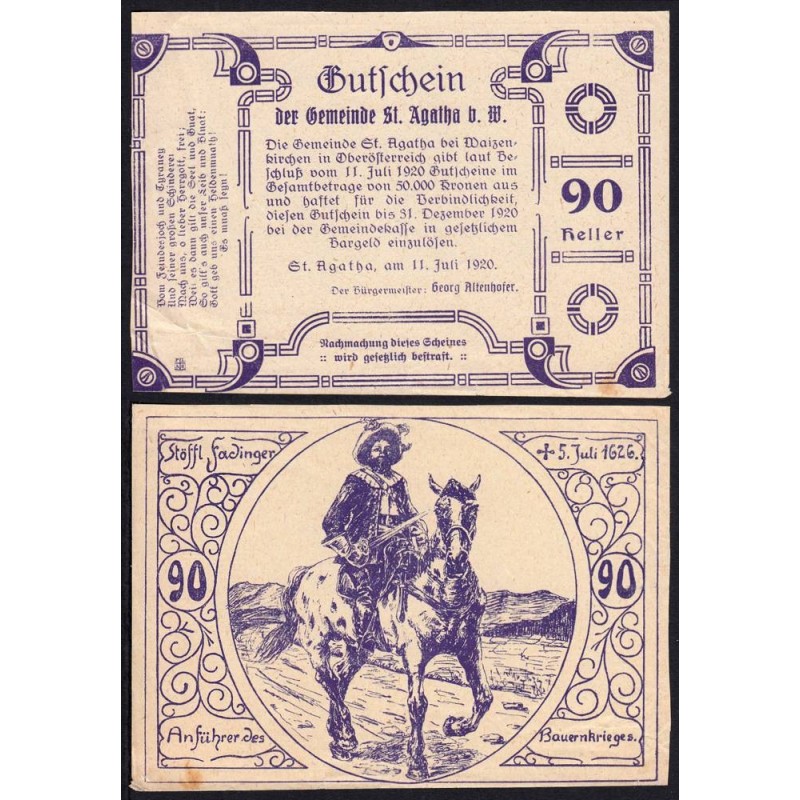 Gutschein
der Gemeinde St. Agatha b. W.
Die Gemeinde St. Agatha bei Waizen-
kirchen in Oberösterreich gibt laut Be-
schluß vom 11. Juli 1920 Gutscheine im
Gesamtbetrage von 50.000 Kronen aus
und haftet für die Verbindlichkeit,
diesen Gutschein bis 31. Dezember 1920
bei der Gemeindekasse in gesetzlichem
Bargeld einzulösen.
St. Agatha, am 11. Juli 1920.
Der Bürgermeister: Georg Altenhofer.
Nachmachung dieses Scheines
:: wird gesetzlich bestraft. ::
Vom Feinderjoch und Tyraney
Und seiner großen Schinderei
Mach uns, o lieber Herrgott, frei;
Weil es dann gilt die Seel und Guat,
So gilt's auch unser Leib und Bluat:
Gott geb uns einen Heldenmuath!
Es muaß seyn!
90
Heller
Stöffl Fadinger
✝ 5. Juli 1626.
90
90
Anführer des
Bauernkrieges.